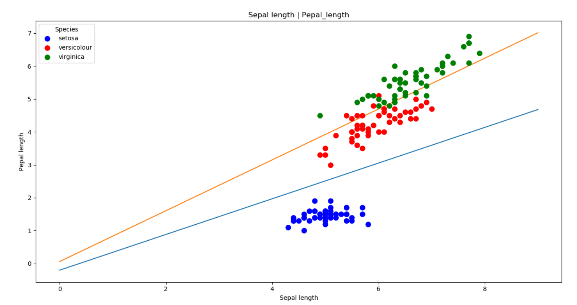 Sepal length | Pepal_length
Species
setosa
versicolour
virginica
Pepal length
7
6
5
4
3
2
1
0
0 2 4 6 8
Sepal length